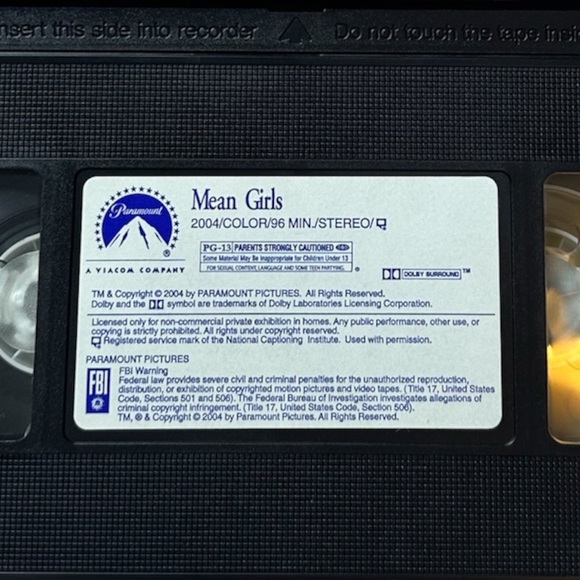 nsert this side into recorder Do not touch the tape insi
Mean Girls
Paramount
2004/COLOR/96 MIN./STEREO/
A VIACOM COMPANY
PG-13 PARENTS STRONGLY CAUTIONED
Some Material May Be Inappropriate for Children Under 13
FOR SEXUAL CONTENT, LANGUAGE AND SOME TEEN PARTYING.
DOLBY SURROUND™
TM & Copyright © 2004 by PARAMOUNT PICTURES. All Rights Reserved.
Dolby and the symbol are trademarks of Dolby Laboratories Licensing Corporation.
Licensed only for non-commercial private exhibition in homes. Any public performance, other use, or
copying is strictly prohibited. All rights under copyright reserved.
Registered service mark of the National Captioning Institute. Used with permission.
PARAMOUNT PICTURES
FBI
FBI Warning
Federal law provides severe civil and criminal penalties for the unauthorized reproduction,
distribution, or exhibition of copyrighted motion pictures and video tapes. (Title 17, United States
Code, Sections 501 and 506). The Federal Bureau of Investigation investigates allegations of
criminal copyright infringement. (Title 17, United States Code, Section 506).
TM, ® & Copyright © 2004 by Paramount Pictures. All Rights Reserved.